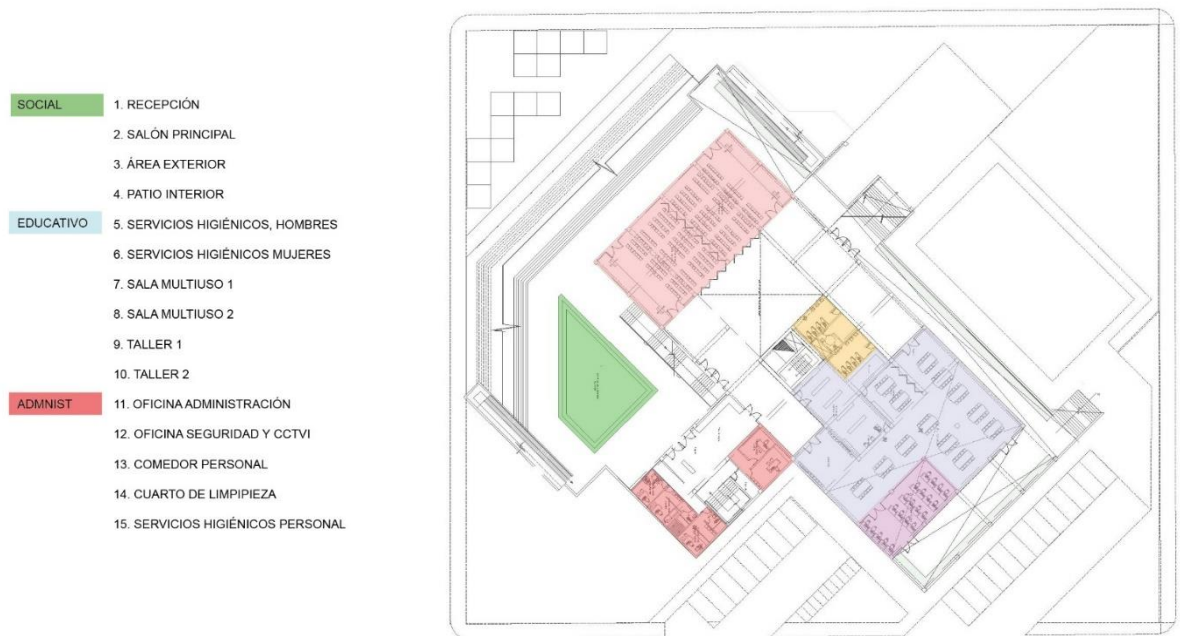 SOCIAL
1. RECEPCIÓN
2. SALÓN PRINCIPAL
3. ÁREA EXTERIOR
4. PATIO INTERIOR
EDUCATIVO
5. SERVICIOS HIGIÉNICOS, HOMBRES
6. SERVICIOS HIGIÉNICOS MUJERES
7. SALA MULTIUSO 1
8. SALA MULTIUSO 2
9. TALLER 1
10. TALLER 2
ADMNIST
11. OFICINA ADMINISTRACIÓN
12. OFICINA SEGURIDAD Y CCTVI
13. COMEDOR PERSONAL
14. CUARTO DE LIMPIPIEZA
15. SERVICIOS HIGIÉNICOS PERSONAL